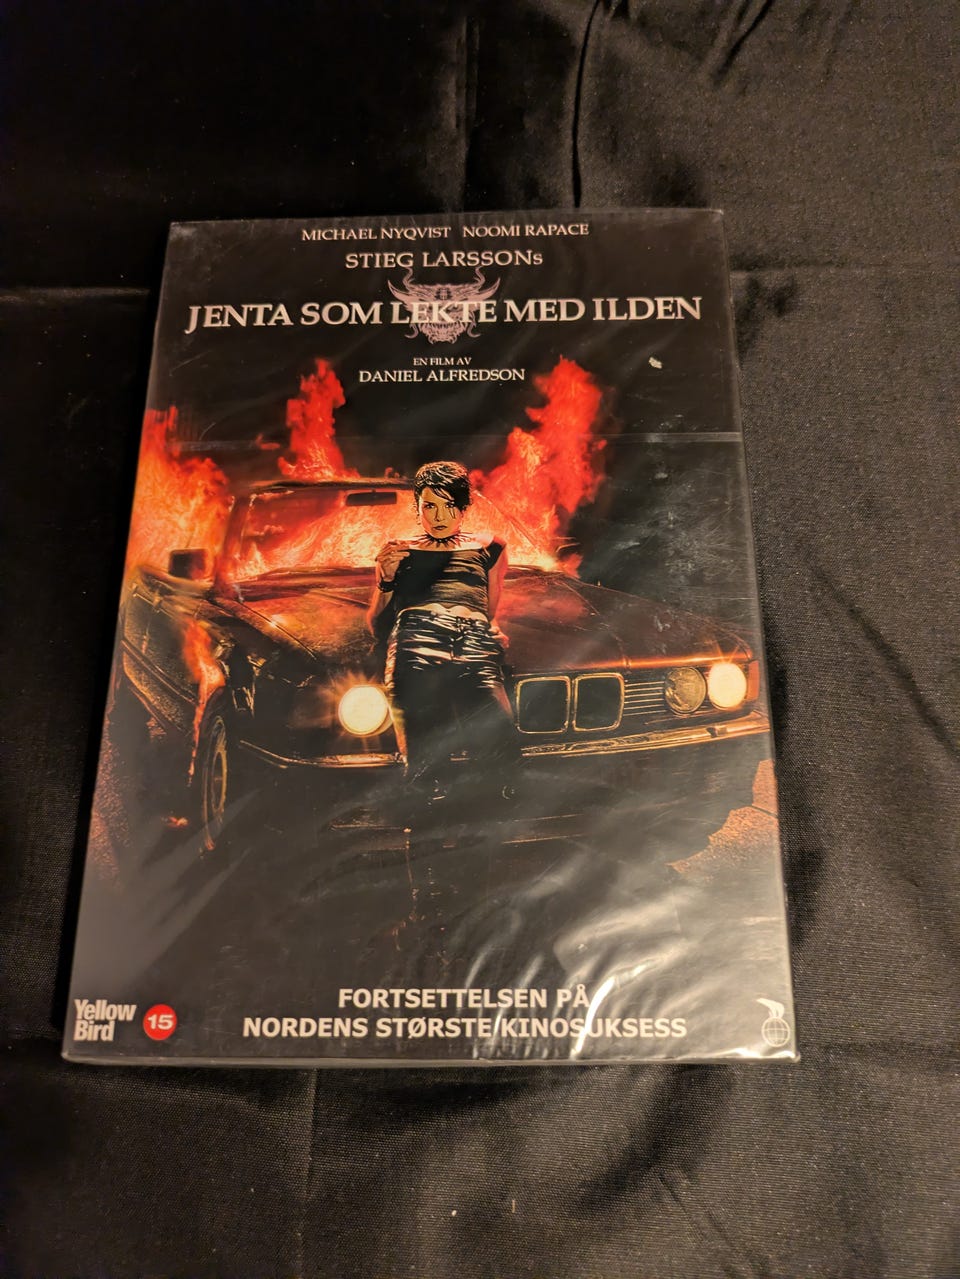 MICHAEL NYQVIST NOOMI RAPACE
STIEG LARSSONs
JENTA SOM LEKTE MED ILDEN
EN FILM AV
DANIEL ALFREDSON
FORTSETTELSEN PÅ
NORDENS STØRSTE KINOSUKSESS
Yellow
Bird
15